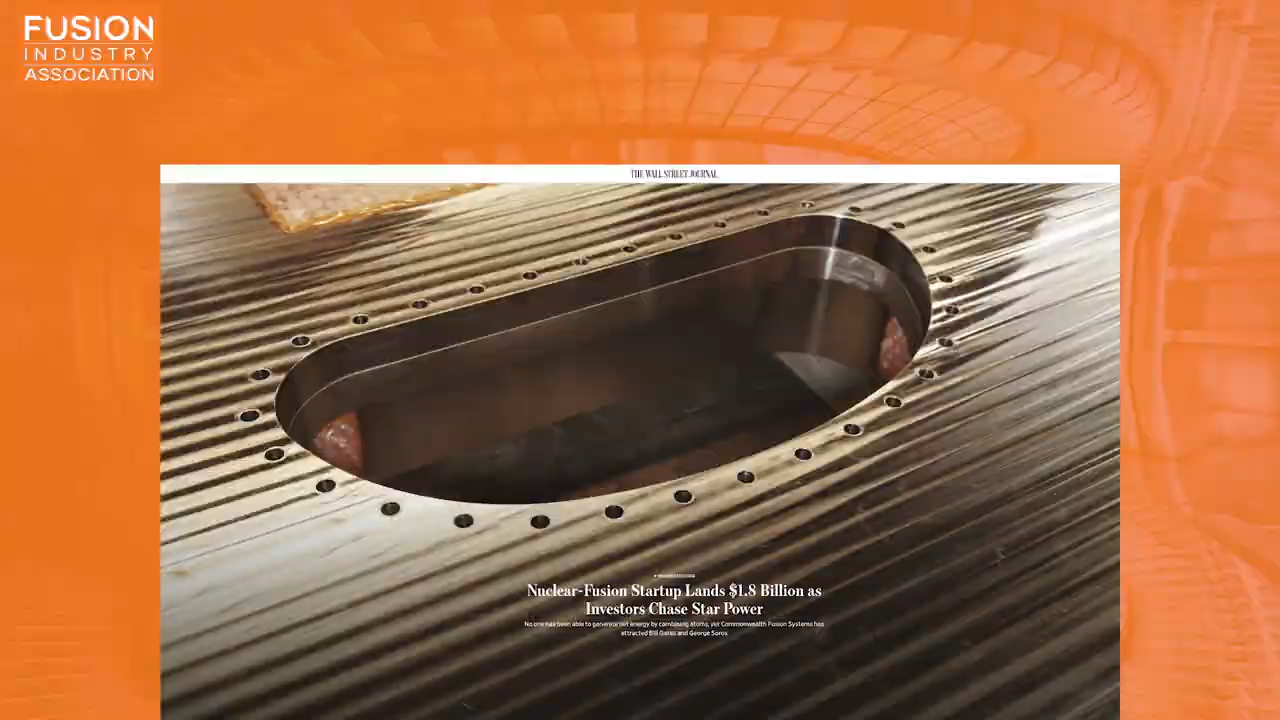 FUSION
INDUSTRY
ASSOCIATION
THE WALL STREET JOURNAL
Nuclear-Fusion Startup Lands $1.8 Billion as
Investors Chase Star Power
No one has been able to generate net energy by combining atoms, yet Commonwealth Fusion Systems has
attracted Bill Gates and George Soros